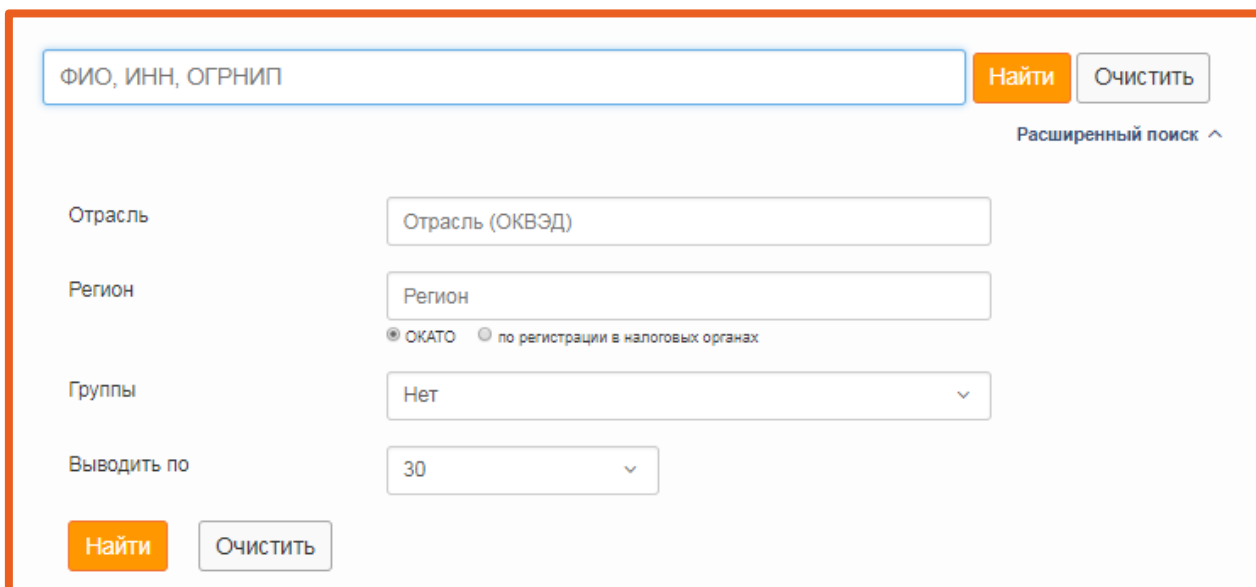 ФИО, ИНН, ОГРНИП Найти Очистить
Расширенный поиск
Отрасль Отрасль (ОКВЭД)
Регион Регион
ОКАТО по регистрации в налоговых органах
Группы Нет
Выводить по 30
Найти Очистить